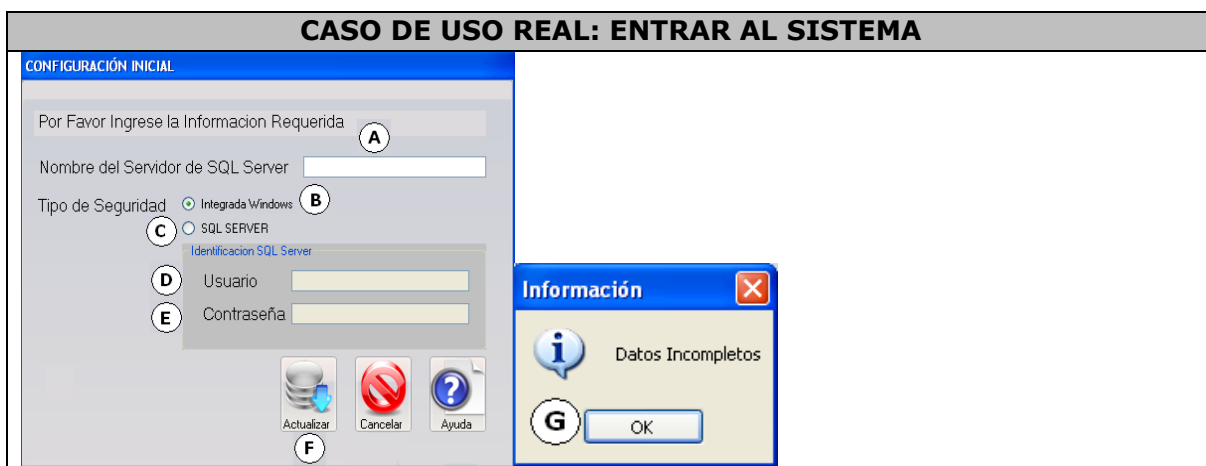 CASO DE USO REAL: ENTRAR AL SISTEMA
CONFIGURACIÓN INICIAL
Por Favor Ingrese la Informacion Requerida
A
Nombre del Servidor de SQL Server
Tipo de Seguridad
Integrada Windows
B
C
SQL SERVER
Identificacion SQL Server
D
Usuario
E
Contraseña
Actualizar
Cancelar
Ayuda
F
Información
Datos Incompletos
G
OK